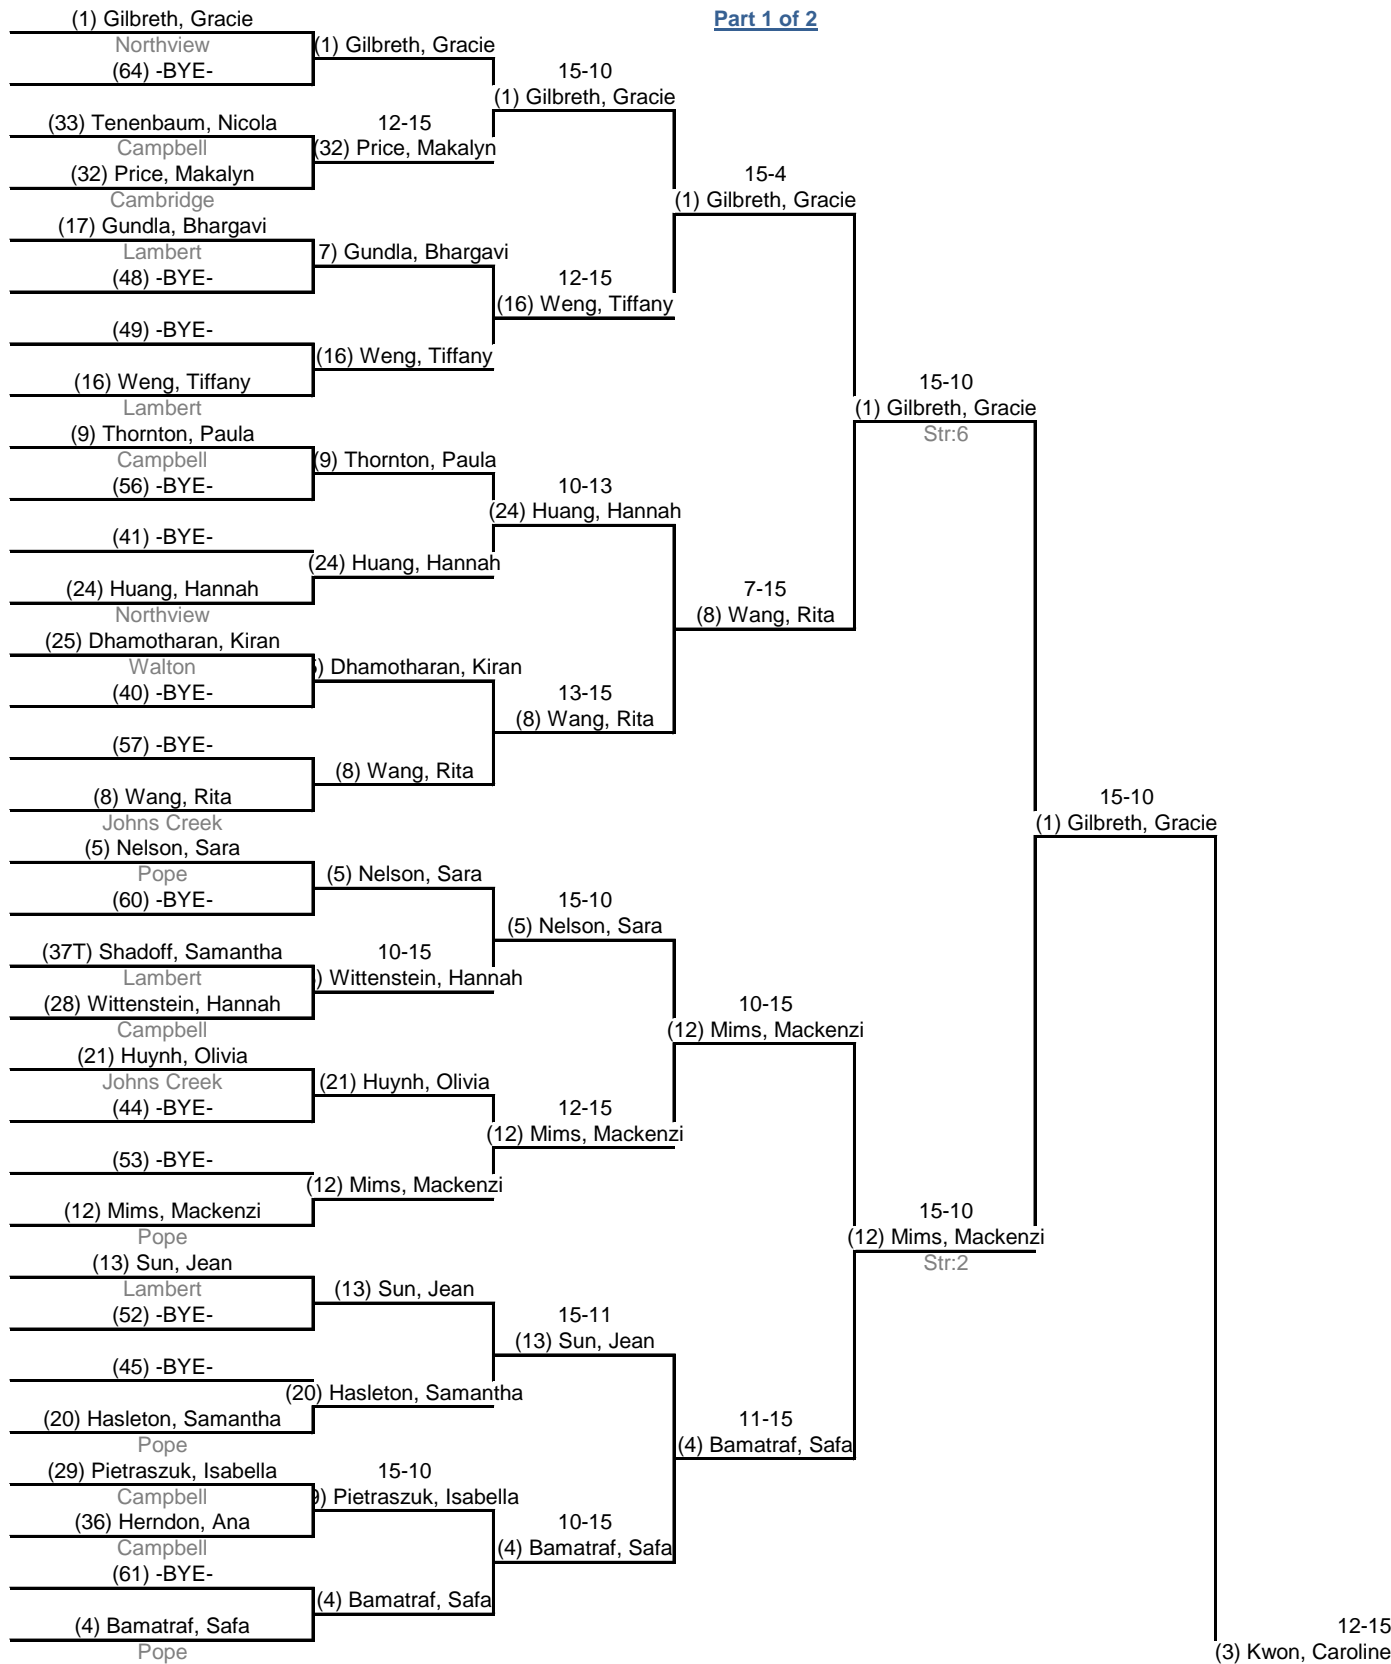 Part 1 of 2
(1) Gilbreth, Gracie
Northview
(64) -BYE-
(33) Tenenbaum, Nicola
Campbell
(32) Price, Makalyn
Cambridge
(17) Gundla, Bhargavi
Lambert
(48) -BYE-
(49) -BYE-
(16) Weng, Tiffany
Lambert
(9) Thornton, Paula
Campbell
(56) -BYE-
(41) -BYE-
(24) Huang, Hannah
Northview
(25) Dhamotharan, Kiran
Walton
(40) -BYE-
(57) -BYE-
(8) Wang, Rita
Johns Creek
(5) Nelson, Sara
Pope
(60) -BYE-
(37T) Shadoff, Samantha
Lambert
(28) Wittenstein, Hannah
Campbell
(21) Huynh, Olivia
Johns Creek
(44) -BYE-
(53) -BYE-
(12) Mims, Mackenzi
Pope
(13) Sun, Jean
Lambert
(52) -BYE-
(45) -BYE-
(20) Hasleton, Samantha
Pope
(29) Pietraszuk, Isabella
Campbell
(36) Herndon, Ana
Campbell
(61) -BYE-
(4) Bamatraf, Safa
Pope
(1) Gilbreth, Gracie
12-15
(32) Price, Makalyn
7) Gundla, Bhargavi
(16) Weng, Tiffany
(9) Thornton, Paula
(24) Huang, Hannah
) Dhamotharan, Kiran
(8) Wang, Rita
(5) Nelson, Sara
10-15
) Wittenstein, Hannah
(21) Huynh, Olivia
(12) Mims, Mackenzi
(13) Sun, Jean
(20) Hasleton, Samantha
15-10
) Pietraszuk, Isabella
(4) Bamatraf, Safa
15-10
(1) Gilbreth, Gracie
12-15
(16) Weng, Tiffany
10-13
(24) Huang, Hannah
13-15
(8) Wang, Rita
15-10
(5) Nelson, Sara
12-15
(12) Mims, Mackenzi
15-11
(13) Sun, Jean
10-15
(4) Bamatraf, Safa
15-4
(1) Gilbreth, Gracie
7-15
(8) Wang, Rita
10-15
(12) Mims, Mackenzi
11-15
(4) Bamatraf, Safa
15-10
(1) Gilbreth, Gracie
Str:6
15-10
(12) Mims, Mackenzi
Str:2
15-10
(1) Gilbreth, Gracie
12-15
(3) Kwon, Caroline